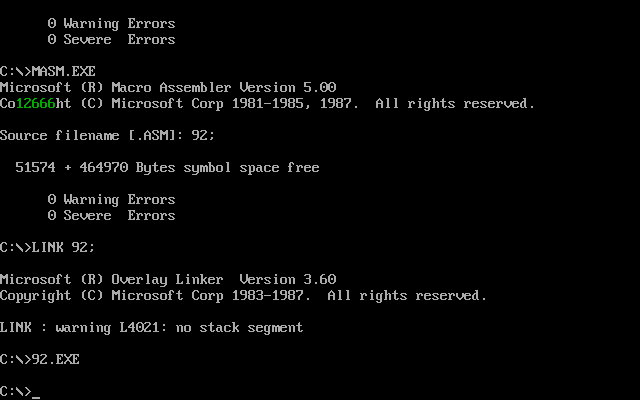 0 Warning Errors
0 Severe  Errors
C:\>MASM.EXE
Microsoft (R) Macro Assembler Version 5.00
Co12666ht (C) Microsoft Corp 1981-1985, 1987.  All rights reserved.
Source filename [.ASM]: 92;
51574 + 464970 Bytes symbol space free
0 Warning Errors
0 Severe  Errors
C:\>LINK 92;
Microsoft (R) Overlay Linker  Version 3.60
Copyright (C) Microsoft Corp 1983-1987.  All rights reserved.
LINK : warning L4021: no stack segment
C:\>92.EXE
C:\>_